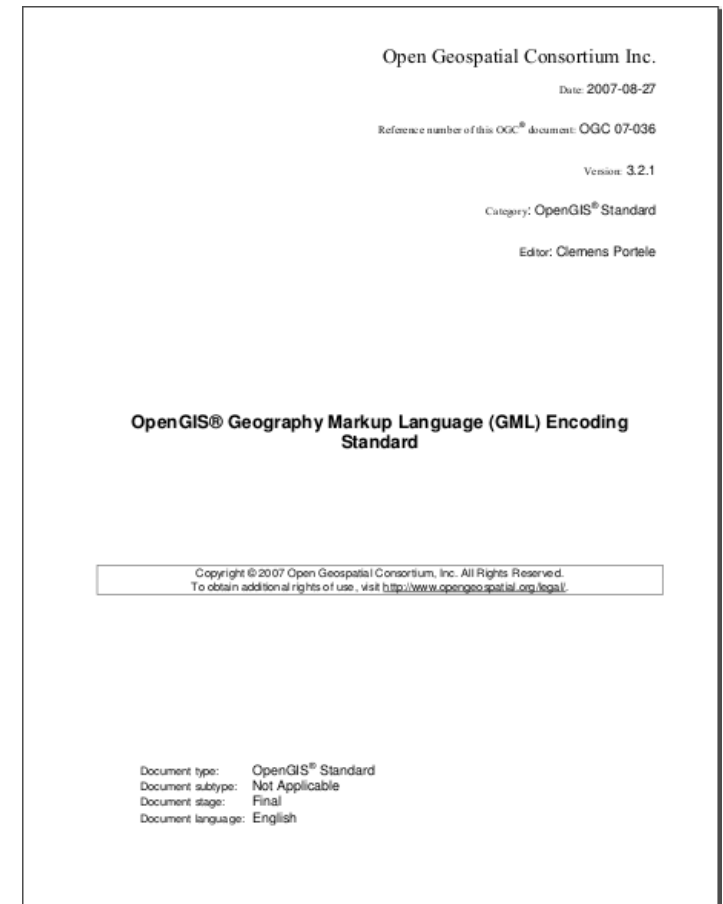 Open Geospatial Consortium Inc.
Date: 2007-08-27
Reference number of this OGC® document: OGC 07-036
Version: 3.2.1
Category: OpenGIS® Standard
Editor: Clemens Portele
OpenGIS® Geography Markup Language (GML) Encoding
Standard
Copyright © 2007 Open Geospatial Consortium, Inc. All Rights Reserved.
To obtain additional rights of use, visit http://www.opengeospatial.org/legal/.
Document type: OpenGIS® Standard
Document subtype: Not Applicable
Document stage: Final
Document language: English